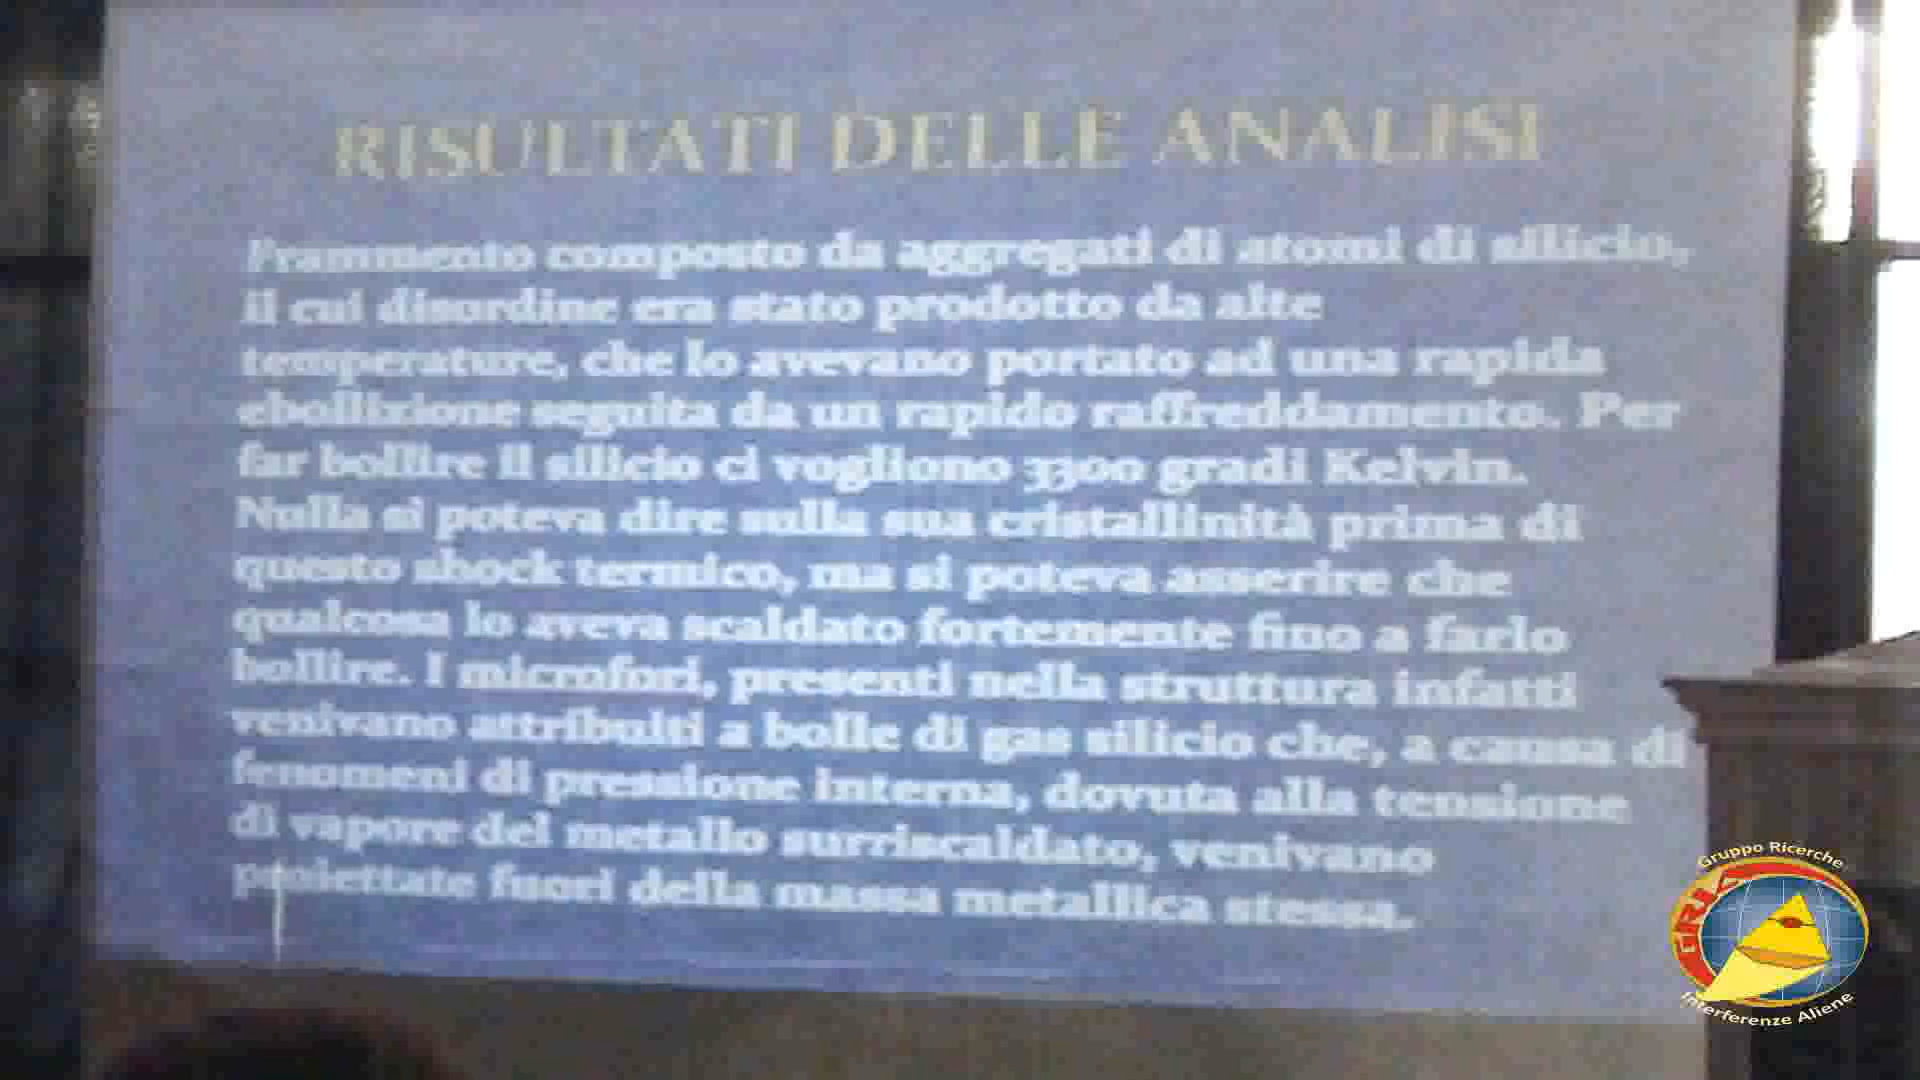 RISULTATI DELLE ANALISI
Frammento composto da aggregati di atomi di silicio,
il cui disordine era stato prodotto da alte
temperature, che lo avevano portato ad una rapida
ebollizione seguita da un rapido raffreddamento. Per
far bollire il silicio ci vogliono 3300 gradi Kelvin.
Nulla si poteva dire sulla sua cristallinità prima di
questo shock termico, ma si poteva asserire che
qualcosa lo aveva scaldato fortemente fino a farlo
bollire. I microfori, presenti nella struttura infatti
venivano attribuiti a bolle di gas silicio che, a causa di
fenomeni di pressione interna, dovuta alla tensione
di vapore del metallo surriscaldato, venivano
proiettate fuori della massa metallica stessa.
Gruppo Ricerche
GRIA
Interferenze Aliene